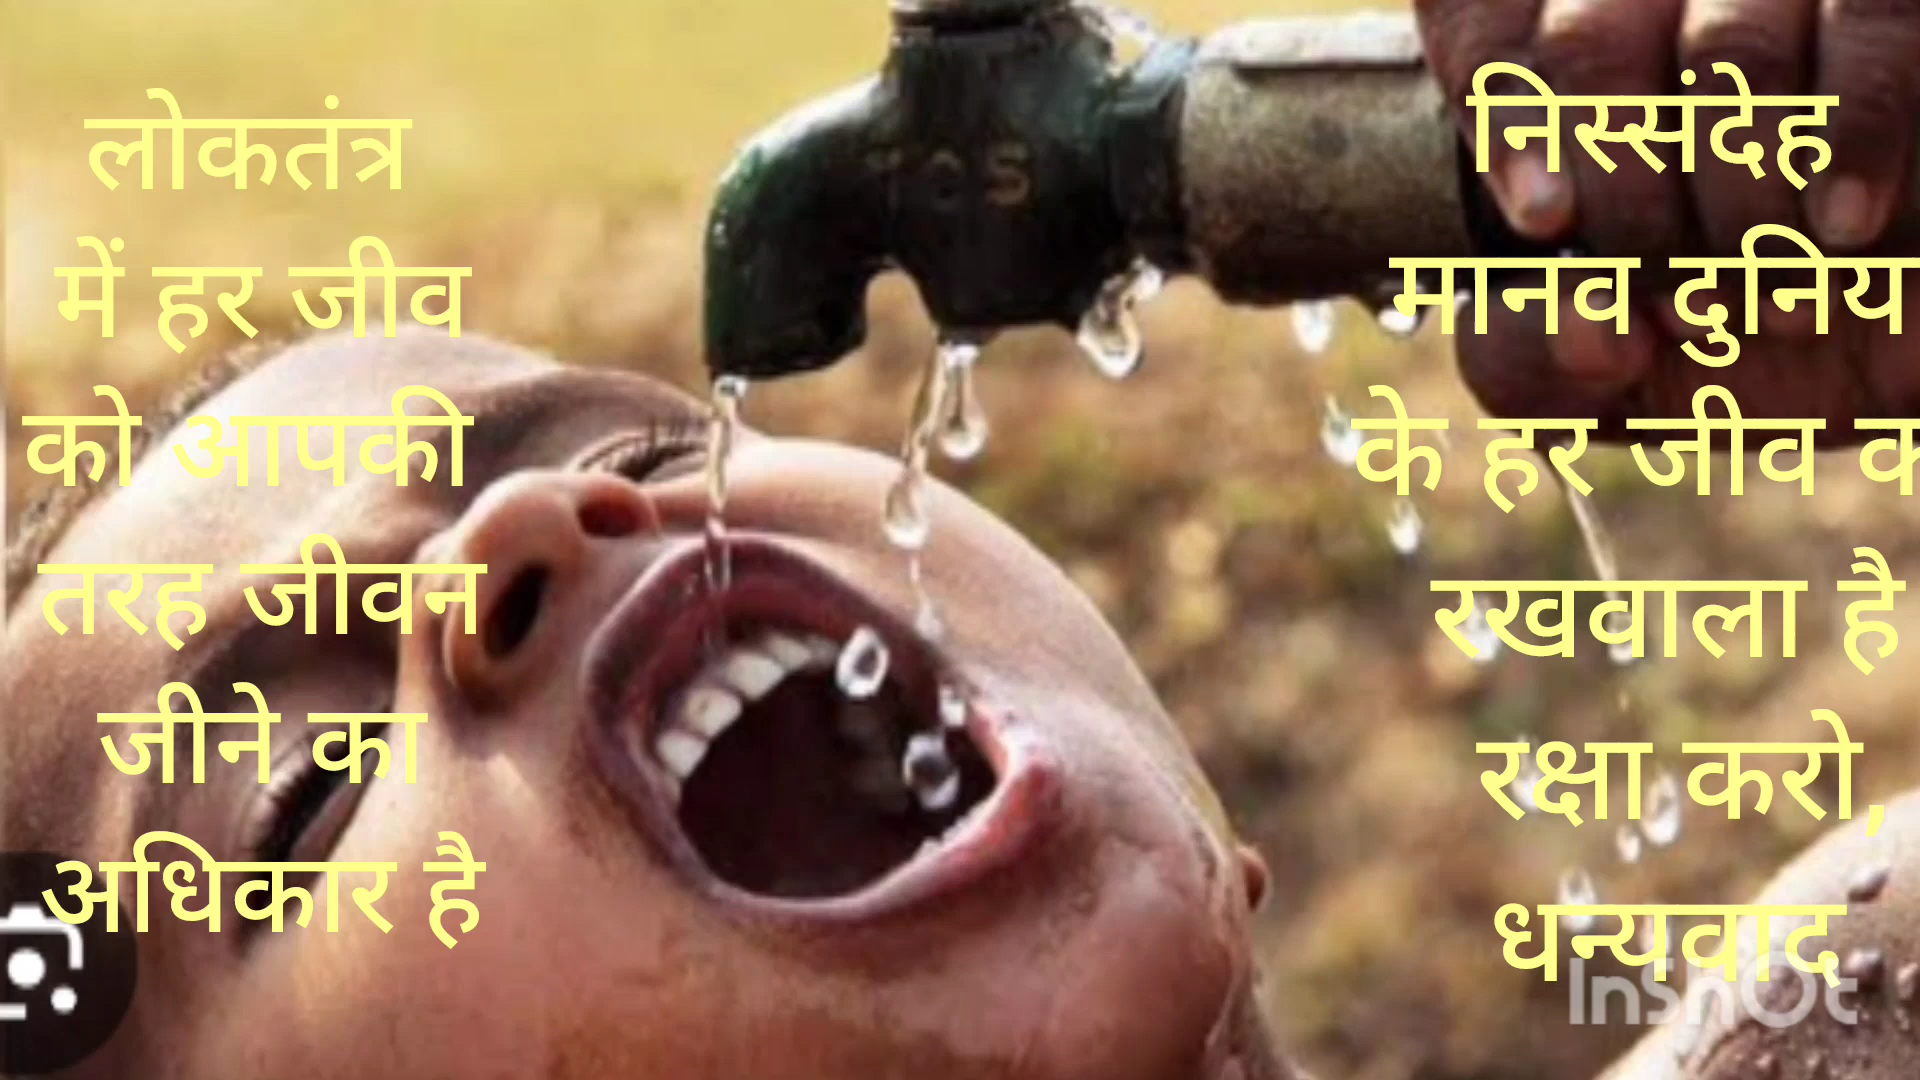 लोकतंत्र
में हर जीव
को आपकी
तरह जीवन
जीने का
अधिकार है
निस्संदेह
मानव दुनिय
के हर जीव क
रखवाला है
रक्षा करो,
धन्यवाद
InShOt